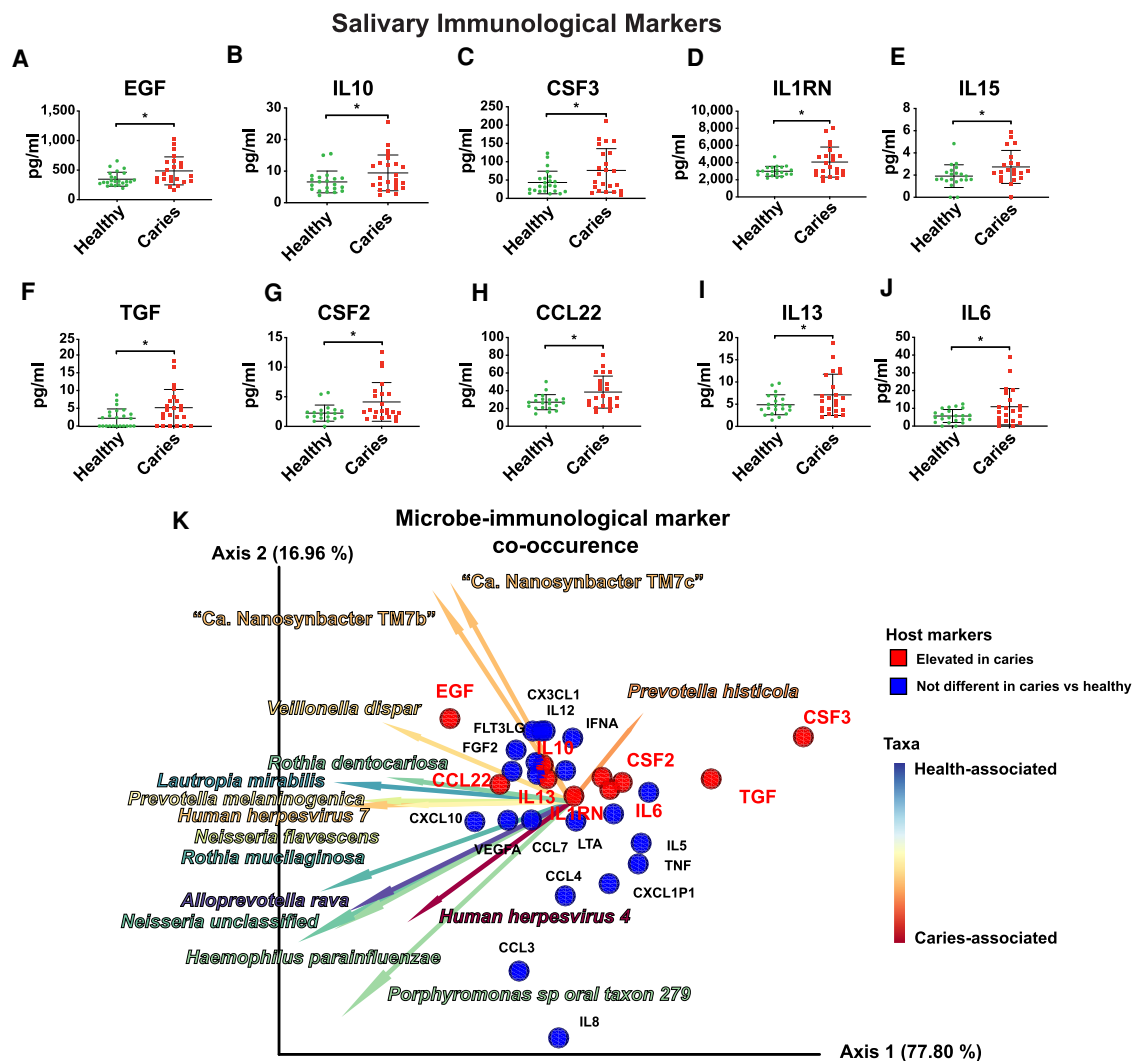 Salivary Immunological Markers
A
EGF
1,500
1,000
500
0
pg/ml
*
Healthy
Caries
B
IL10
30
20
10
0
pg/ml
*
Healthy
Caries
C
CSF3
250
200
150
100
50
0
pg/ml
*
Healthy
Caries
D
IL1RN
10,000
8,000
6,000
4,000
2,000
0
pg/ml
*
Healthy
Caries
E
IL15
8
6
4
2
0
pg/ml
*
Healthy
Caries
F
TGF
25
20
15
10
5
0
pg/ml
*
Healthy
Caries
G
CSF2
15
10
5
0
pg/ml
*
Healthy
Caries
H
CCL22
100
80
60
40
20
0
pg/ml
*
Healthy
Caries
I
IL13
20
15
10
5
0
pg/ml
*
Healthy
Caries
J
IL6
50
40
30
20
10
0
pg/ml
*
Healthy
Caries
K
Microbe-immunological marker
co-occurence
Axis 2 (16.96 %)
“Ca. Nanosynbacter TM7c”
“Ca. Nanosynbacter TM7b”
EGF
CX3CL1
Prevotella histicola
Veillonella dispar
IL12
CSF3
FLT3LG
IFNA
FGF2
IL10
Rothia dentocariosa
CSF2
Lautropia mirabilis
CCL22
TGF
Prevotella melaninogenica
IL13
Human herpesvirus 7
IL1RN
IL6
CXCL10
Neisseria flavescens
VEGFA
CCL7
LTA
IL5
Rothia mucilaginosa
TNF
CCL4
CXCL1P1
Alloprevotella rava
Human herpesvirus 4
Neisseria unclassified
Haemophilus parainfluenzae
CCL3
Porphyromonas sp oral taxon 279
IL8
Axis 1 (77.80 %)
Host markers
Elevated in caries
Not different in caries vs healthy
Taxa
Health-associated
Caries-associated